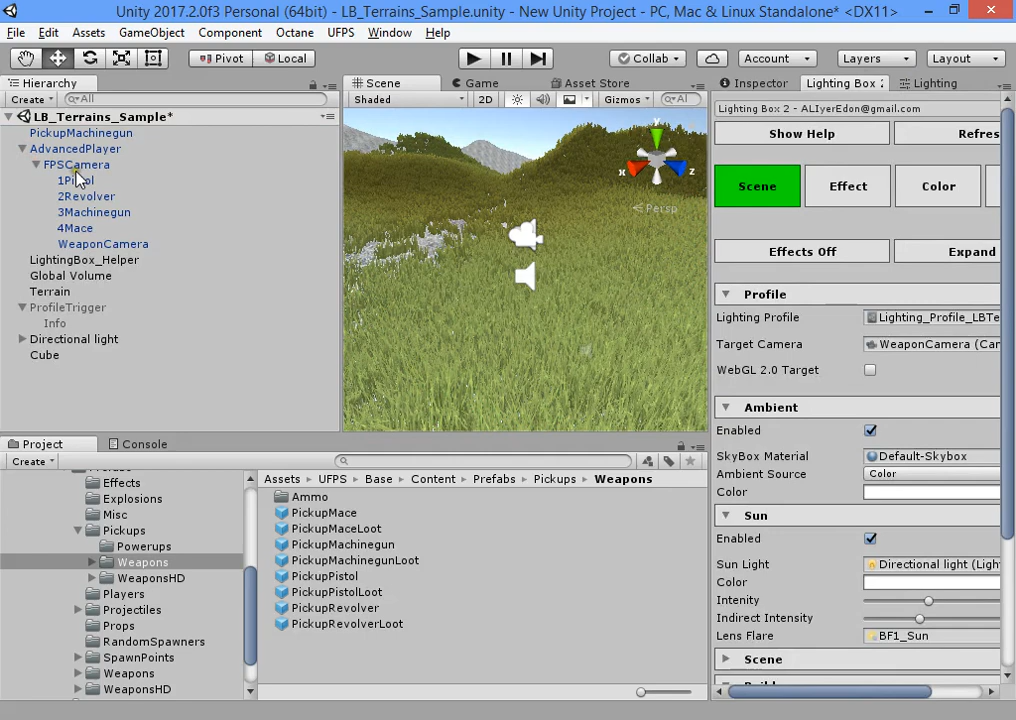 Unity 2017.2.0f3 Personal (64bit) - LB_Terrains_Sample.unity - New Unity Project - PC, Mac & Linux Standalone* <DX11>
File Edit Assets GameObject Component Octane UFPS Window Help
Pivot Local Collab Account Layers Layout
Hierarchy Scene Game Asset Store Inspector Lighting Box 2 Lighting
Create All Shaded 2D Gizmos Al Lighting Box 2 - ALIyerEdon@gmail.com
LB_Terrains_Sample*
PickupMachinegun
AdvancedPlayer
FPSCamera
1Pistol
2Revolver
3Machinegun
4Mace
WeaponCamera
LightingBox_Helper
Global Volume
Terrain
ProfileTrigger
Info
Directional light
Cube
y
x
z
Persp
Show Help Refres
Scene Effect Color
Effects Off Expand
Profile
Lighting Profile Lighting_Profile_LBTe
Target Camera WeaponCamera (Can
WebGL 2.0 Target
Ambient
Enabled
SkyBox Material Default-Skybox
Ambient Source Color
Color
Sun
Enabled
Sun Light Directional light (Ligh
Color
Intenity
Indirect Intensity
Lens Flare BF1_Sun
Scene
Project Console
Create
Effects
Explosions
Misc
Pickups
Powerups
Weapons
WeaponsHD
Players
Projectiles
Props
RandomSpawners
SpawnPoints
Weapons
WeaponsHD
Assets UFPS Base Content Prefabs Pickups Weapons
Ammo
PickupMace
PickupMaceLoot
PickupMachinegun
PickupMachinegunLoot
PickupPistol
PickupPistolLoot
PickupRevolver
PickupRevolverLoot